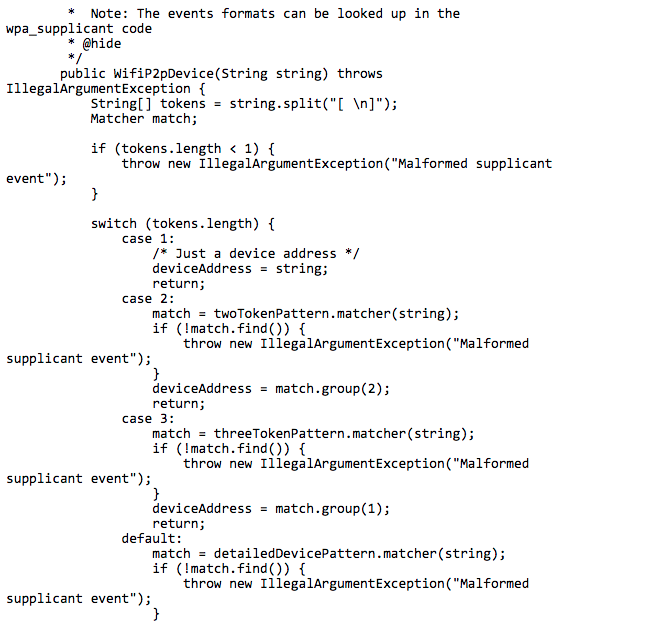 *  Note: The events formats can be looked up in the
wpa_supplicant code
        * @hide
        */
       public WifiP2pDevice(String string) throws
IllegalArgumentException {
           String[] tokens = string.split("[ \n]");
           Matcher match;

           if (tokens.length < 1) {
               throw new IllegalArgumentException("Malformed supplicant
event");
           }

           switch (tokens.length) {
               case 1:
                   /* Just a device address */
                   deviceAddress = string;
                   return;
               case 2:
                   match = twoTokenPattern.matcher(string);
                   if (!match.find()) {
                       throw new IllegalArgumentException("Malformed
supplicant event");
                   }
                   deviceAddress = match.group(2);
                   return;
               case 3:
                   match = threeTokenPattern.matcher(string);
                   if (!match.find()) {
                       throw new IllegalArgumentException("Malformed
supplicant event");
                   }
                   deviceAddress = match.group(1);
                   return;
               default:
                   match = detailedDevicePattern.matcher(string);
                   if (!match.find()) {
                       throw new IllegalArgumentException("Malformed
supplicant event");
                   }